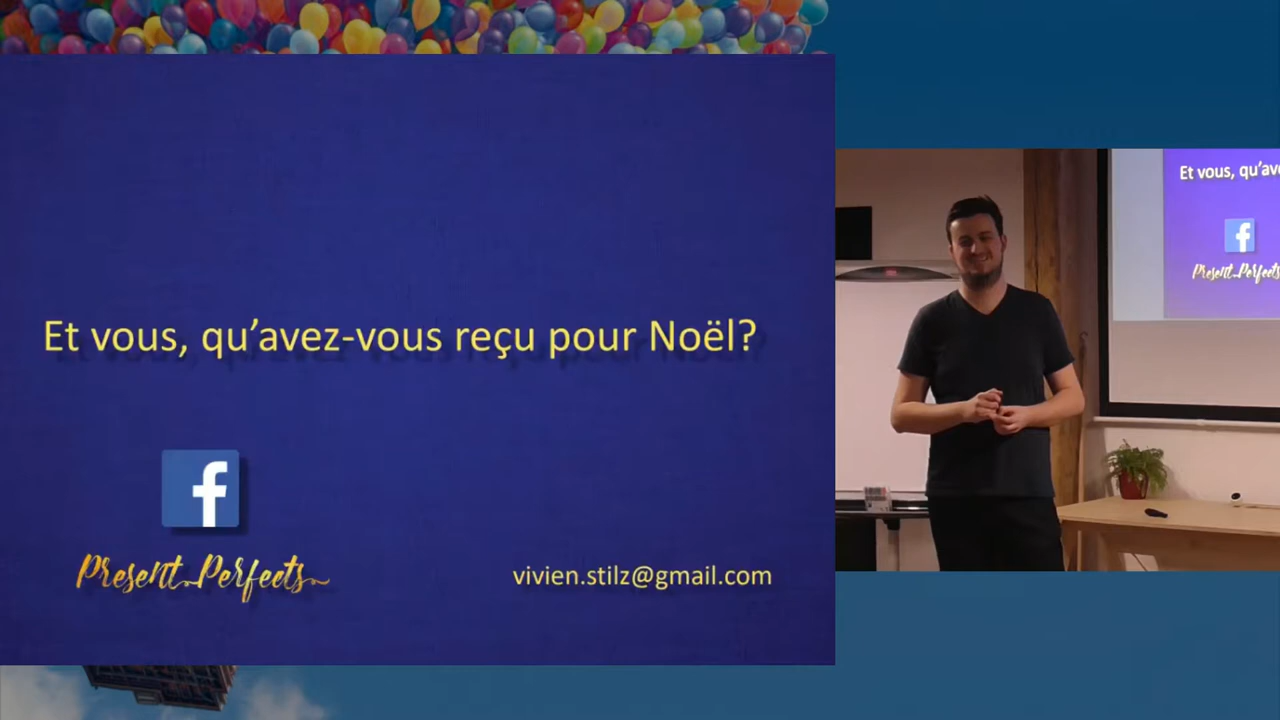 Et vous, qu'avez-vous reçu pour Noël?
f
Present Perfects
vivien.stilz@gmail.com
Et vous, qu'av
f
Present Perfects